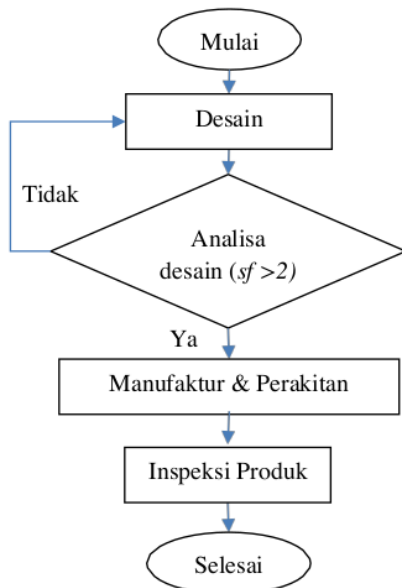 Mulai
Desain
Tidak
Analisa
desain (sf >2)
Ya
Manufaktur & Perakitan
Inspeksi Produk
Selesai